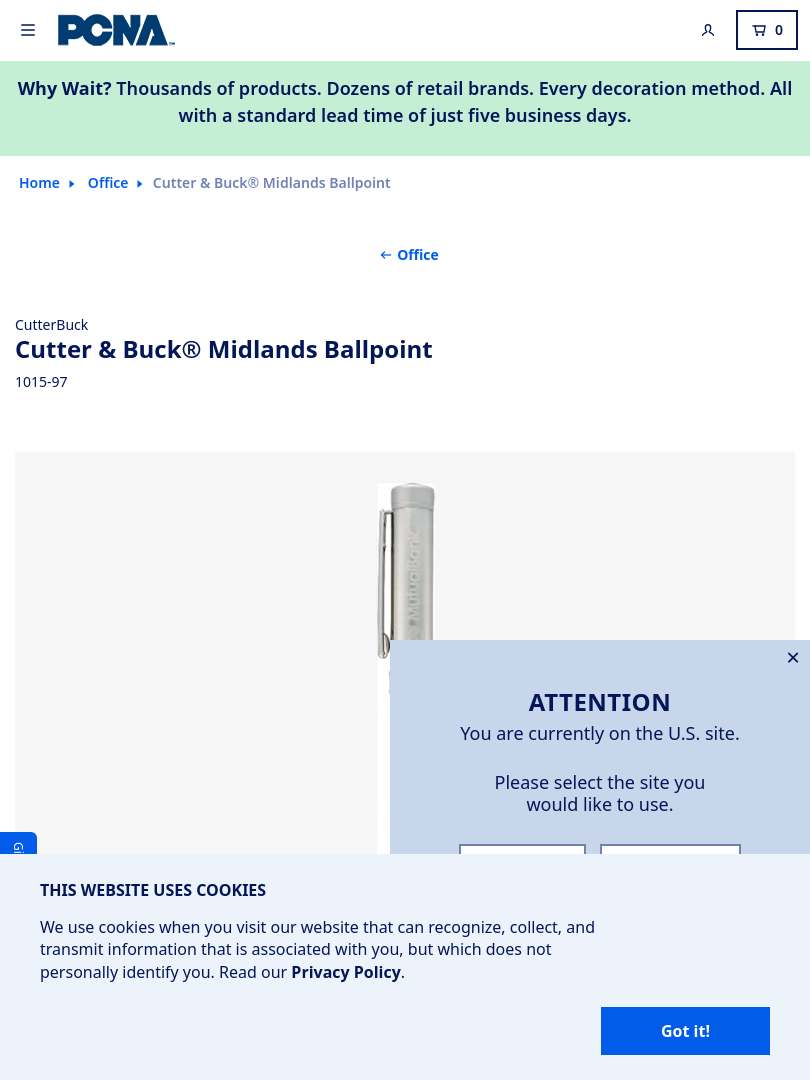 PCNA™
0
Why Wait? Thousands of products. Dozens of retail brands. Every decoration method. All
with a standard lead time of just five business days.
Home
Office
Cutter & Buck® Midlands Ballpoint
← Office
CutterBuck
Cutter & Buck® Midlands Ballpoint
1015-97
ATTENTION
You are currently on the U.S. site.
Please select the site you
would like to use.
THIS WEBSITE USES COOKIES
We use cookies when you visit our website that can recognize, collect, and
transmit information that is associated with you, but which does not
personally identify you. Read our Privacy Policy.
Got it!